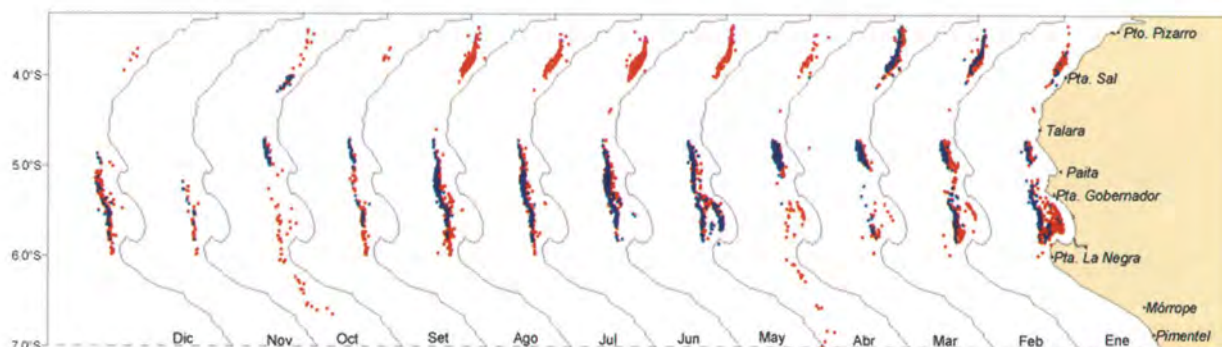 Pto. Pizarro
4.0°S
Pta. Sal
Talara
5.0°S
Paita
Pta. Gobernador
6.0°S
Pta. La Negra
Mórrope
7.0°S Dic Nov Oct Set Ago Jul Jun May Abr Mar Feb Ene Pimentel